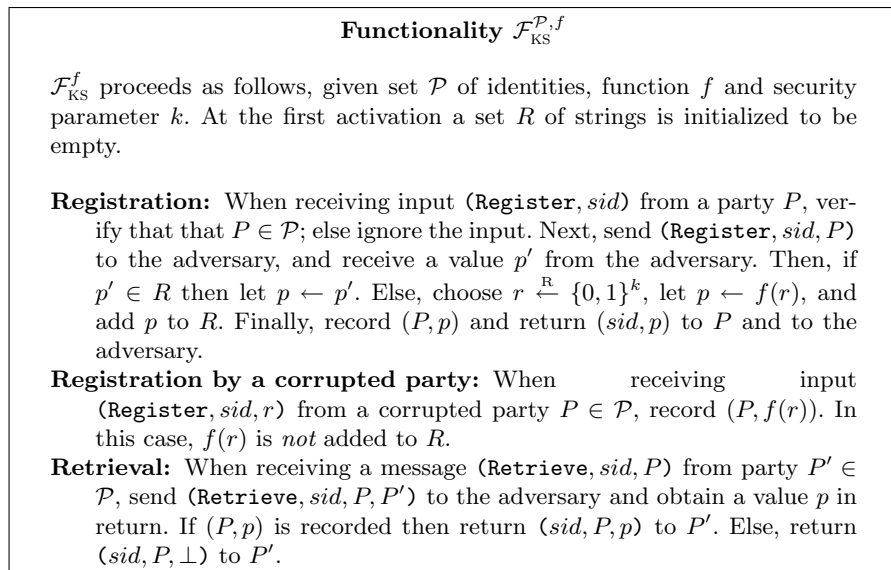 Functionality $\mathcal{F}_{\text{KS}}^{\mathcal{P},f}$
$\mathcal{F}_{\text{KS}}^{f}$ proceeds as follows, given set $\mathcal{P}$ of identities, function $f$ and security
parameter $k$. At the first activation a set $R$ of strings is initialized to be
empty.
Registration: When receiving input (Register, $sid$) from a party $P$, ver-
ify that that $P \in \mathcal{P}$; else ignore the input. Next, send (Register, $sid, P$)
to the adversary, and receive a value $p'$ from the adversary. Then, if
$p' \in R$ then let $p \leftarrow p'$. Else, choose $r \stackrel{\text{R}}{\leftarrow} \{0,1\}^k$, let $p \leftarrow f(r)$, and
add $p$ to $R$. Finally, record $(P, p)$ and return $(sid, p)$ to $P$ and to the
adversary.
Registration by a corrupted party: When receiving input
(Register, $sid, r$) from a corrupted party $P \in \mathcal{P}$, record $(P, f(r))$. In
this case, $f(r)$ is not added to $R$.
Retrieval: When receiving a message (Retrieve, $sid, P$) from party $P' \in$
$\mathcal{P}$, send (Retrieve, $sid, P, P'$) to the adversary and obtain a value $p$ in
return. If $(P, p)$ is recorded then return $(sid, P, p)$ to $P'$. Else, return
$(sid, P, \perp)$ to $P'$.